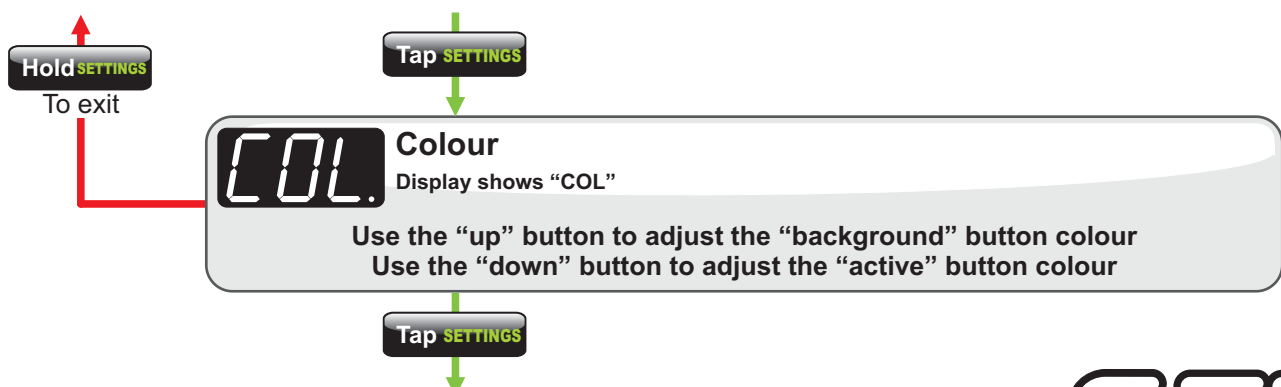 Hold SETTINGS
To exit
Tap SETTINGS
COL.
Colour
Display shows “COL”
Use the “up” button to adjust the “background” button colour
Use the “down” button to adjust the “active” button colour
Tap SETTINGS